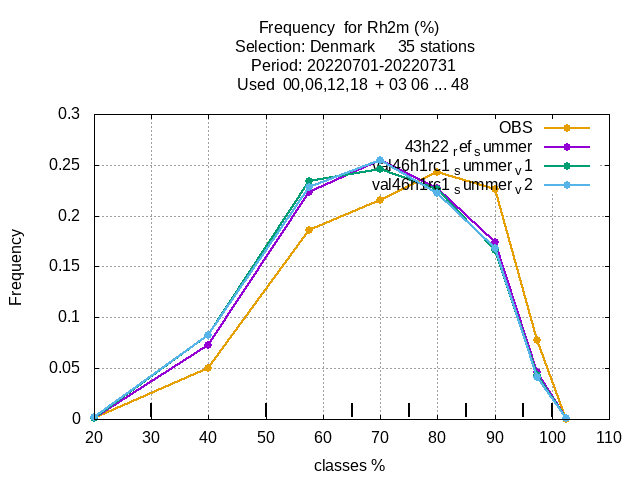 Frequency for Rh2m (%)
Selection: Denmark 35 stations
Period: 20220701-20220731
Used 00,06,12,18 + 03 06 ... 48
0.3
0.25
0.2
0.15
0.1
0.05
0
Frequency
OBS
43h22 ref summer
val46h1rc1 summer v1
val46h1rc1 summer v2
20 30 40 50 60 70 80 90 100 110
classes %